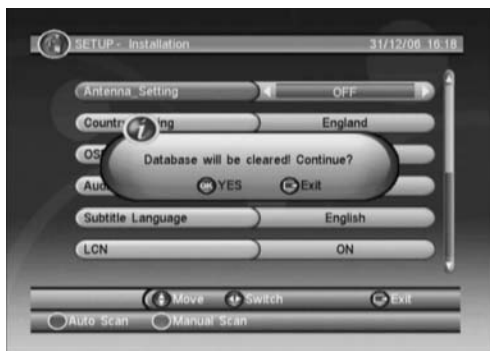 SETUP - Installation 31/12/06 16:18
Antenna_Setting OFF
England
Database will be cleared! Continue?
OK YES Exit
Subtitle Language English
LCN ON
Move Switch Exit
Auto Scan Manual Scan